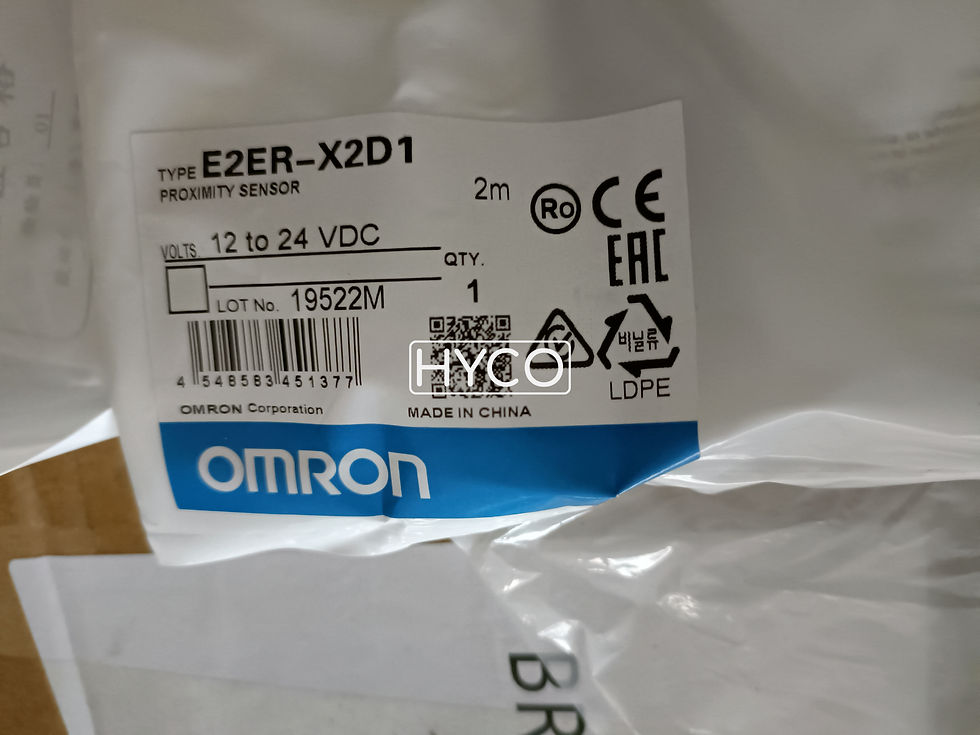 TYPE E2ER-X2D1
PROXIMITY SENSOR
2m
Ro
CE
EAC
VOLTS. 12 to 24 VDC
QTY.
1
LOT No. 19522M
4 548583 451377
비닐류
LDPE
HYCO
OMRON Corporation
MADE IN CHINA
OMRON
BR